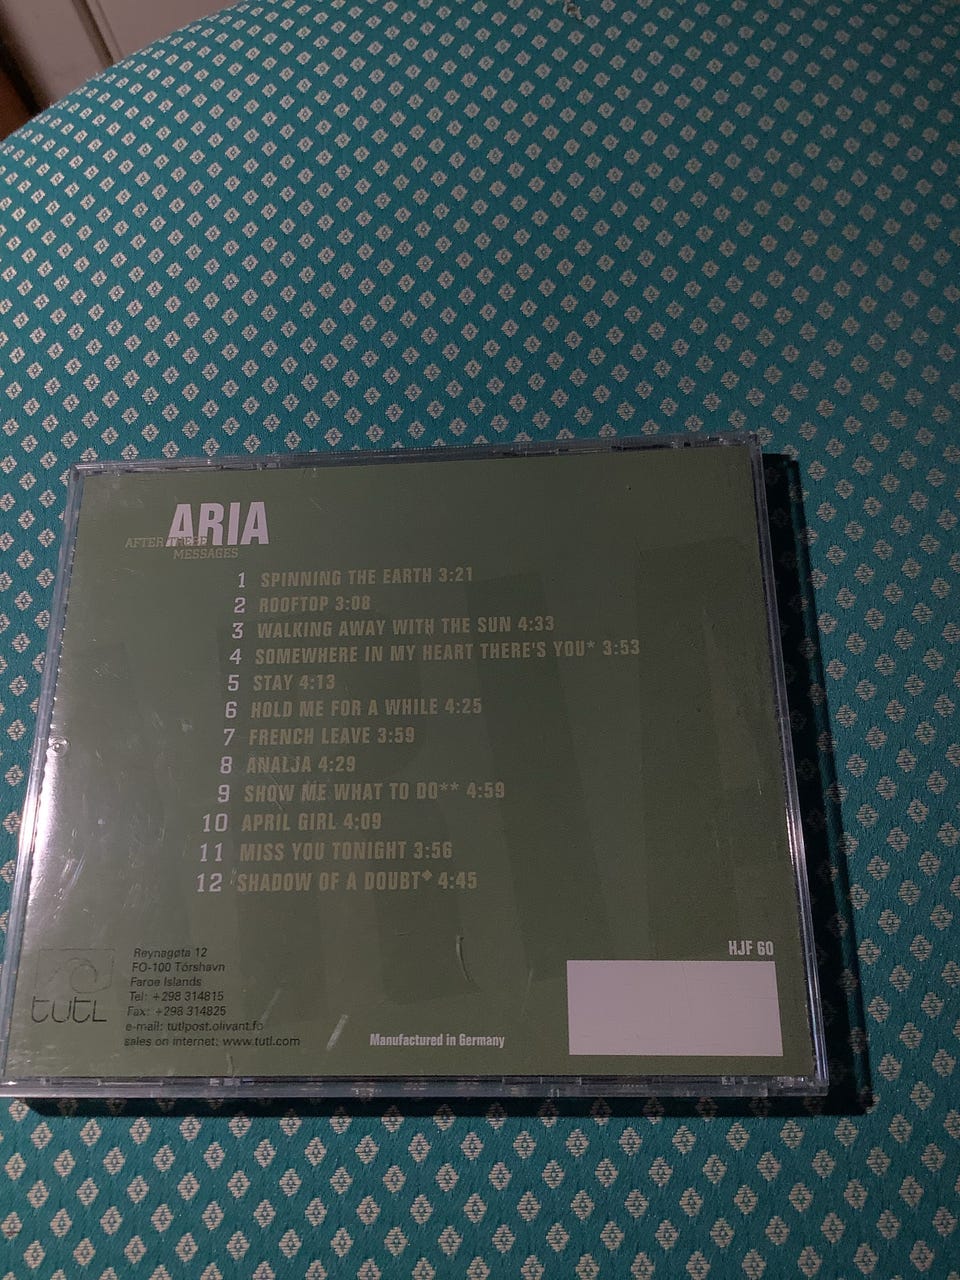 ARIA
AFTER THESE
MESSAGES
1 SPINNING THE EARTH 3:21
2 ROOFTOP 3:08
3 WALKING AWAY WITH THE SUN 4:33
4 SOMEWHERE IN MY HEART THERE'S YOU* 3:53
5 STAY 4:13
6 HOLD ME FOR A WHILE 4:25
7 FRENCH LEAVE 3:59
8 ANALJA 4:29
9 SHOW ME WHAT TO DO** 4:59
10 APRIL GIRL 4:09
11 MISS YOU TONIGHT 3:56
12 SHADOW OF A DOUBT◆ 4:45
tutl
Reynagøta 12
FO-100 Tórshavn
Faroe Islands
Tel: +298 314815
Fax: +298 314825
e-mail: tutlpost.olivant.fo
sales on internet: www.tutl.com
Manufactured in Germany
HJF 60